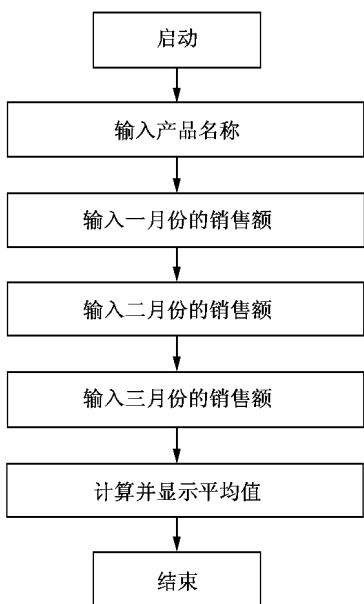 启动
输入产品名称
输入一月份的销售额
输入二月份的销售额
输入三月份的销售额
计算并显示平均值
结束